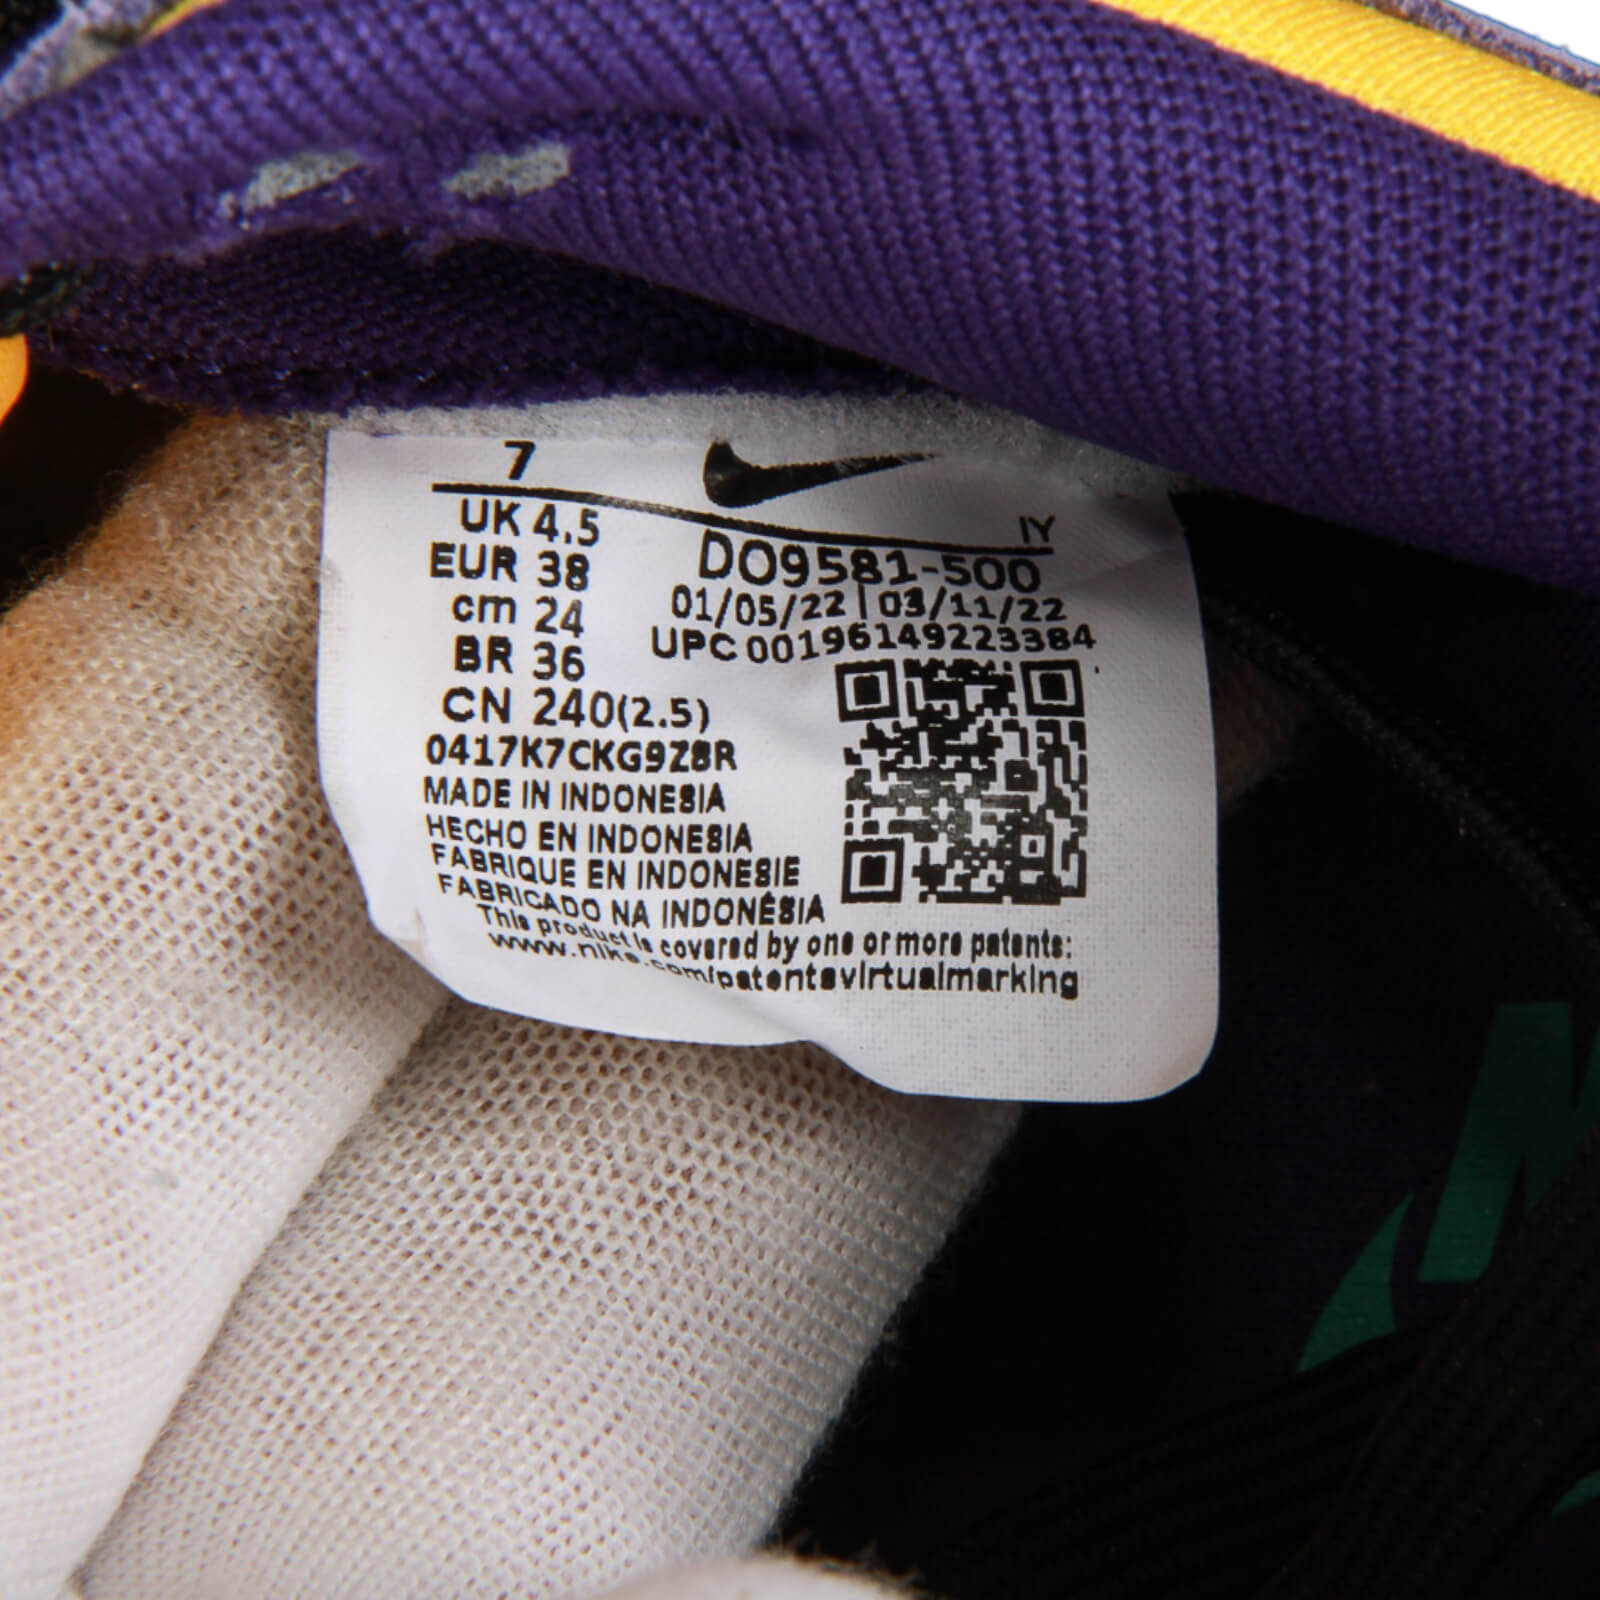 7
UK 4.5
EUR 38
cm 24
BR 36
CN 240(2.5)
0417K7CKG9Z8R
MADE IN INDONESIA
HECHO EN INDONESIA
FABRIQUE EN INDONESIE
FABRICADO NA INDONÉSIA
IY
DO9581-500
01/05/22 | 03/11/22
UPC 00196149223384
This product is covered by one or more patents:
www.nike.com/patentsvirtualmarking